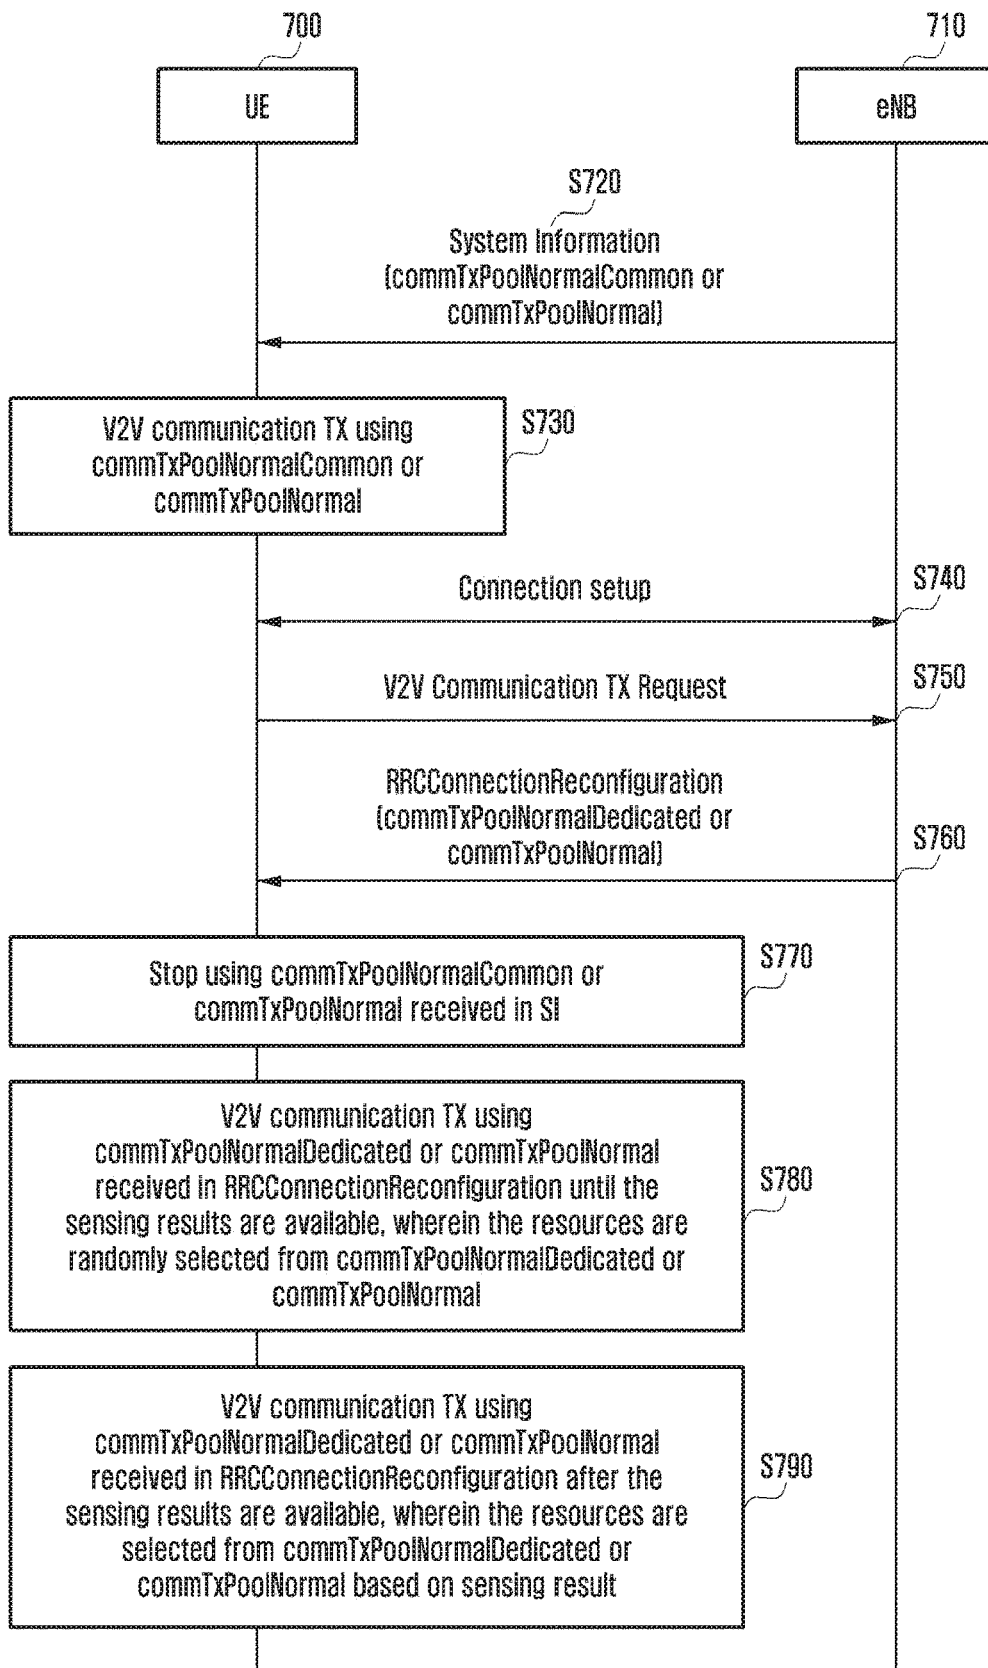 700
710
UE
eNB
S720
System Information
(commTxPoolNormalCommon or
commTxPoolNormal)
V2V communication TX using
commTxPoolNormalCommon or
commTxPoolNormal
S730
Connection setup
S740
V2V Communication TX Request
S750
RRCConnectionReconfiguration
(commTxPoolNormalDedicated or
commTxPoolNormal)
S760
Stop using commTxPoolNormalCommon or
commTxPoolNormal received in SI
S770
V2V communication TX using
commTxPoolNormalDedicated or commTxPoolNormal
received in RRCConnectionReconfiguration until the
sensing results are available, wherein the resources are
randomly selected from commTxPoolNormalDedicated or
commTxPoolNormal
S780
V2V communication TX using
commTxPoolNormalDedicated or commTxPoolNormal
received in RRCConnectionReconfiguration after the
sensing results are available, wherein the resources are
selected from commTxPoolNormalDedicated or
commTxPoolNormal based on sensing result
S790